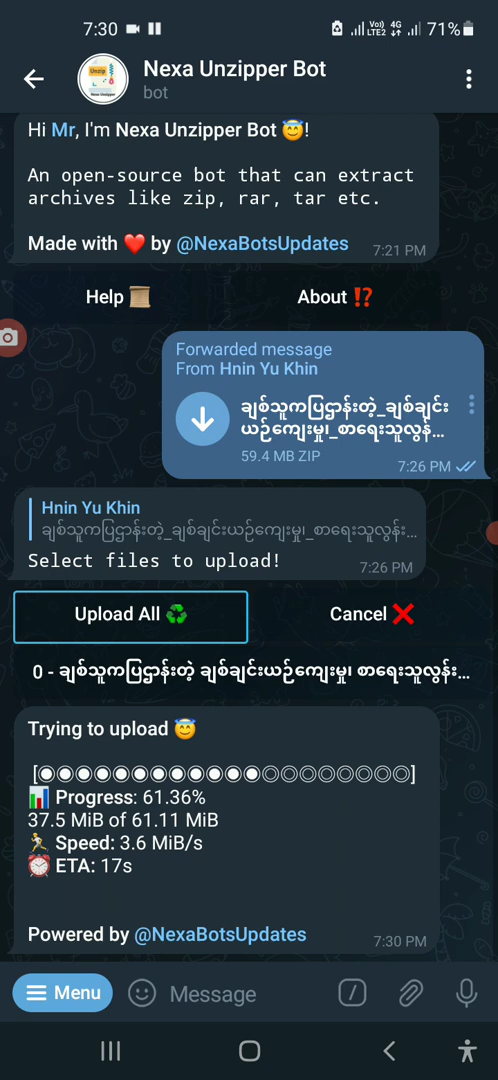 7:30
Vo)) 4G
LTE2
71%
Unzip
Nexa Unzipper Bot
bot
Hi Mr, I'm Nexa Unzipper Bot 😇!
An open-source bot that can extract
archives like zip, rar, tar etc.
Made with ❤️ by @NexaBotsUpdates
7:21 PM
Help 📜
About ⁉️
Forwarded message
From Hnin Yu Khin
ချစ်သူကပြဌာန်းတဲ့_ချစ်ချင်း
ယဉ်ကျေးမှု၊_စာရေးသူလွန်...
59.4 MB ZIP
7:26 PM
Hnin Yu Khin
ချစ်သူကပြဌာန်းတဲ့_ချစ်ချင်းယဉ်ကျေးမှု၊_စာရေးသူလွန်း...
Select files to upload!
7:26 PM
Upload All ♻️
Cancel ❌
0 - ချစ်သူကပြဌာန်းတဲ့ ချစ်ချင်းယဉ်ကျေးမှု၊ စာရေးသူလွန်း...
Trying to upload 😇
[◉◉◉◉◉◉◉◉◉◉◉◉◎◎◎◎◎◎◎◎]
📊 Progress: 61.36%
37.5 MiB of 61.11 MiB
🏃 Speed: 3.6 MiB/s
⏰ ETA: 17s
Powered by @NexaBotsUpdates
7:30 PM
Menu
Message